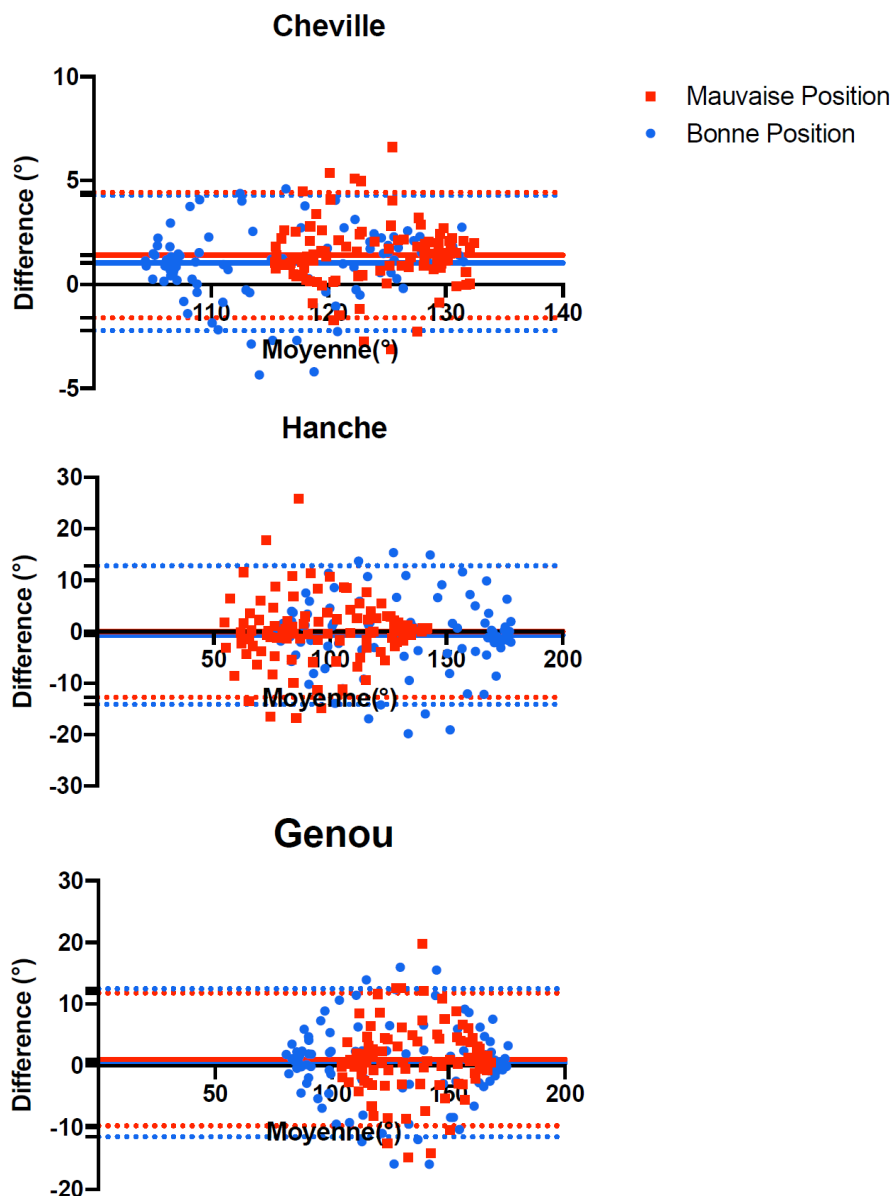 Cheville
Mauvaise Position
Bonne Position
10
5
0
-5
Difference (°)
110
120
130
140
Moyenne(°)
Hanche
30
20
10
0
-10
-20
-30
Difference (°)
50
100
150
200
Moyenne(°)
Genou
30
20
10
0
-10
-20
Difference (°)
50
100
150
200
Moyenne(°)